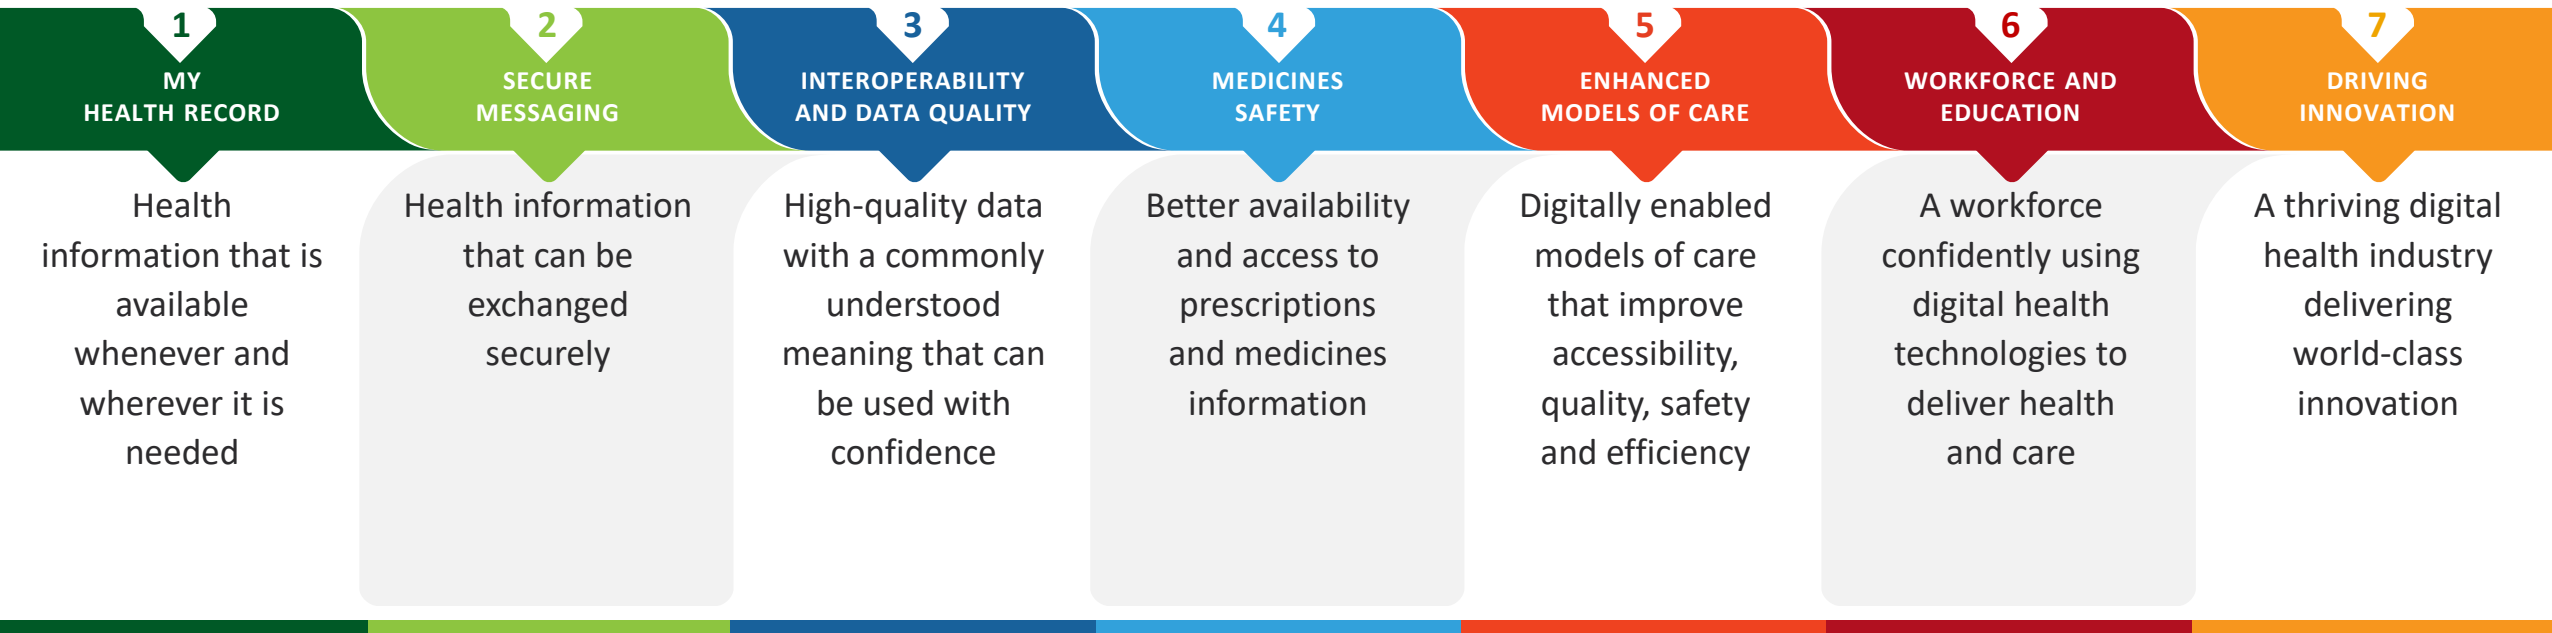 1
MY
HEALTH RECORD
Health
information that is
available
whenever and
wherever it is
needed
2
SECURE
MESSAGING
Health information
that can be
exchanged
securely
3
INTEROPERABILITY
AND DATA QUALITY
High-quality data
with a commonly
understood
meaning that can
be used with
confidence
4
MEDICINES
SAFETY
Better availability
and access to
prescriptions
and medicines
information
5
ENHANCED
MODELS OF CARE
Digitally enabled
models of care
that improve
accessibility,
quality, safety
and efficiency
6
WORKFORCE AND
EDUCATION
A workforce
confidently using
digital health
technologies to
deliver health
and care
7
DRIVING
INNOVATION
A thriving digital
health industry
delivering
world-class
innovation